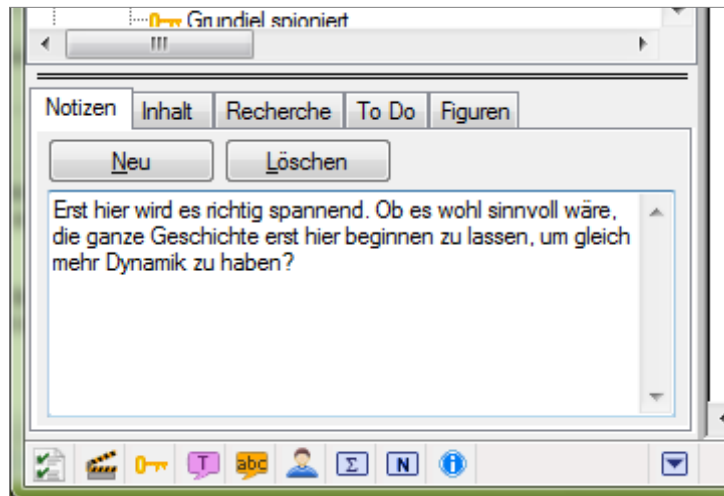 Grundiel spioniert
Notizen Inhalt Recherche To Do Figuren
Neu Löschen
Erst hier wird es richtig spannend. Ob es wohl sinnvoll wäre,
die ganze Geschichte erst hier beginnen zu lassen, um gleich
mehr Dynamik zu haben?
T abc Σ N i